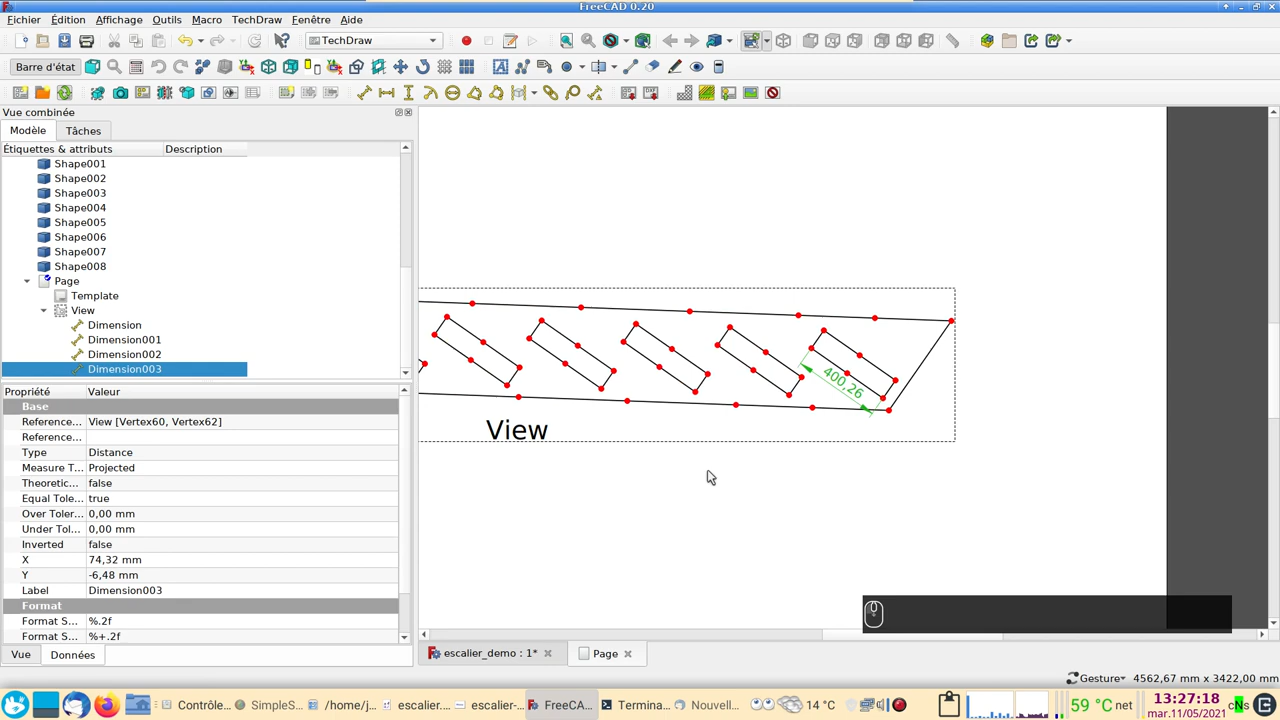 FreeCAD 0.20
Fichier Édition Affichage Outils Macro TechDraw Fenêtre Aide
TechDraw
Barre d'état
Vue combinée
Modèle Tâches
Étiquettes & attributs Description
Shape001
Shape002
Shape003
Shape004
Shape005
Shape006
Shape007
Shape008
Page
Template
View
Dimension
Dimension001
Dimension002
Dimension003
400,26
View
Propriété Valeur
Base
Reference... View [Vertex60, Vertex62]
Reference...
Type Distance
Measure T... Projected
Theoretic... false
Equal Tole... true
Over Toler... 0,00 mm
Under Tol... 0,00 mm
Inverted false
X 74,32 mm
Y -6,48 mm
Label Dimension003
Format
Format S... %.2f
Format S... %+.2f
Vue Données
escalier_demo : 1* Page
Gesture 4562,67 mm x 3422,00 mm
Contrôle... SimpleS... /home/j... escalier... escalier-... FreeCA... Termina... Nouvell... 14 °C 59 °C net 13:27:18
mar.11/05/2021